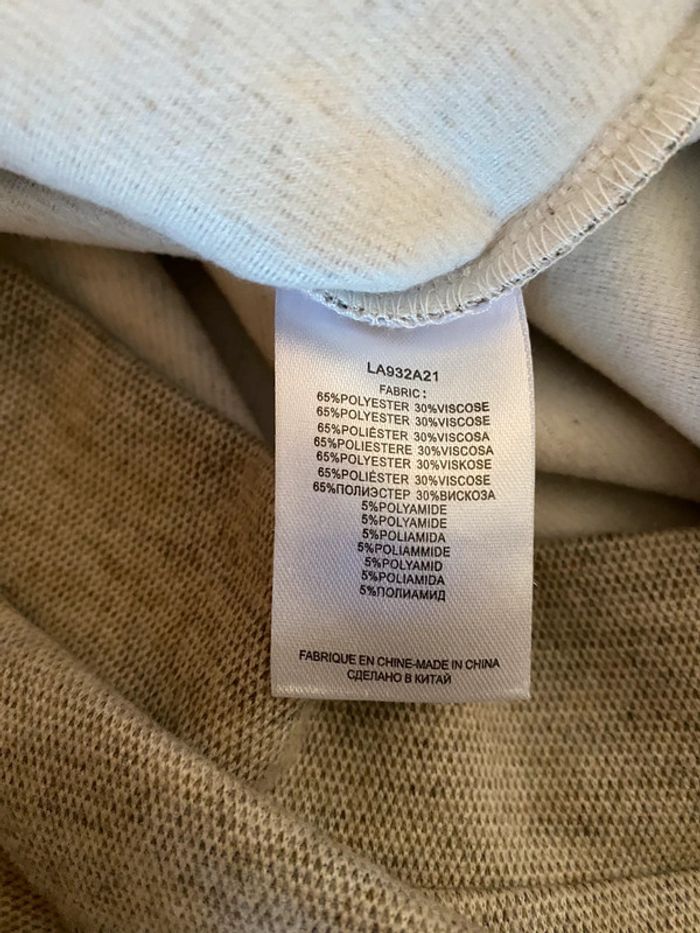 LA932A21
FABRIC :
65%POLYESTER 30%VISCOSE
65%POLYESTER 30%VISCOSE
65%POLIÉSTER 30%VISCOSA
65%POLIESTERE 30%VISCOSA
65%POLYESTER 30%VISKOSE
65%POLIÉSTER 30%VISCOSE
65%ПОЛИЭСТЕР 30%ВИСКОЗА
5%POLYAMIDE
5%POLYAMIDE
5%POLIAMIDA
5%POLIAMMIDE
5%POLYAMID
5%POLIAMIDA
5%ПОЛИАМИД
FABRIQUE EN CHINE-MADE IN CHINA
СДЕЛАНО В КИТАЙ